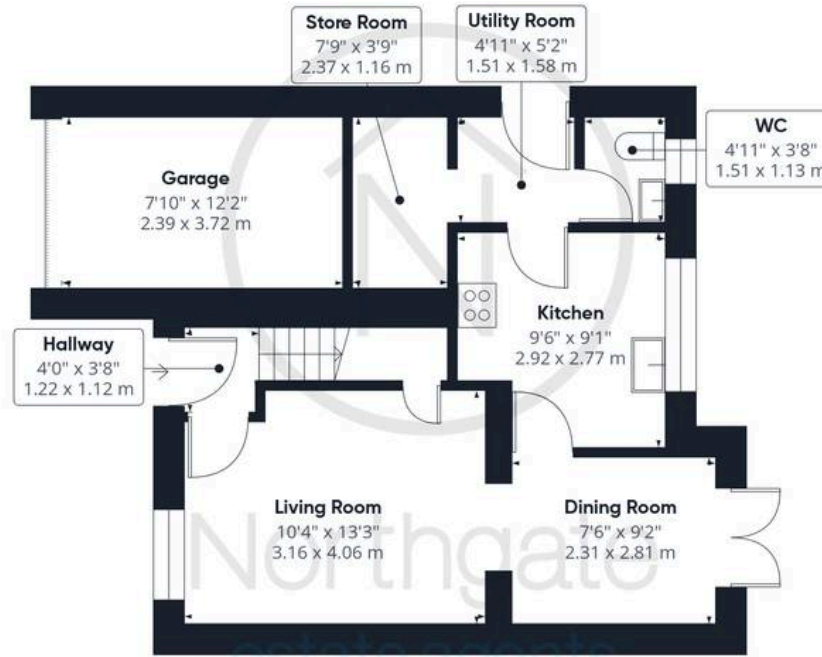 Store Room
7'9" x 3'9"
2.37 x 1.16 m
Utility Room
4'11" x 5'2"
1.51 x 1.58 m
WC
4'11" x 3'8"
1.51 x 1.13 m
Garage
7'10" x 12'2"
2.39 x 3.72 m
Kitchen
9'6" x 9'1"
2.92 x 2.77 m
Hallway
4'0" x 3'8"
1.22 x 1.12 m
Living Room
10'4" x 13'3"
3.16 x 4.06 m
Dining Room
7'6" x 9'2"
2.31 x 2.81 m
Northgate
estate agents